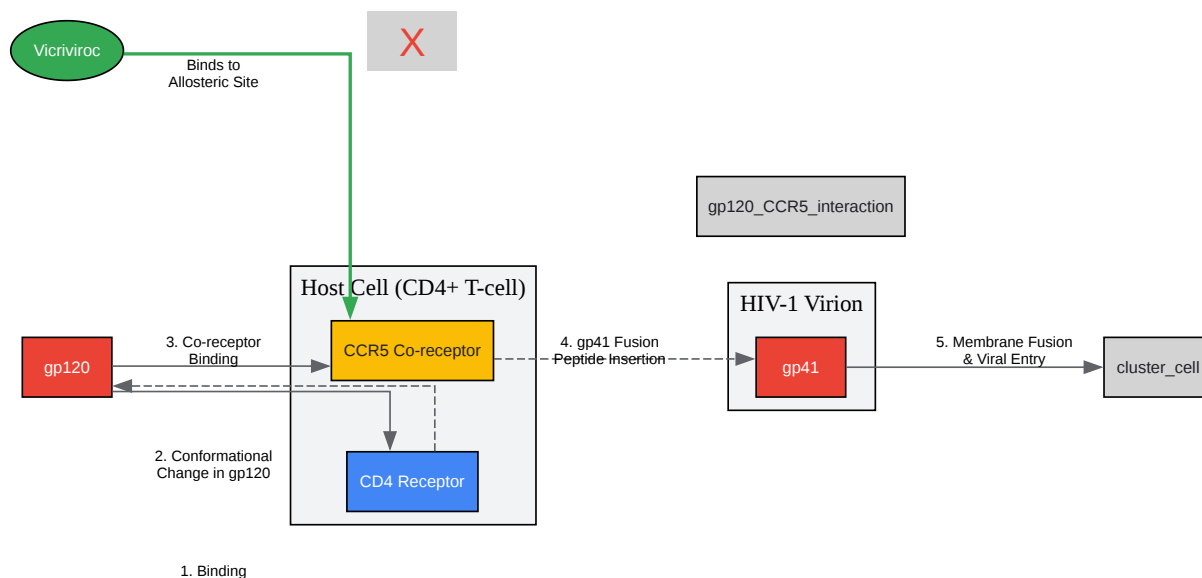 Vicriviroc
X
Binds to
Allosteric Site
gp120_CCR5_interaction
Host Cell (CD4+ T-cell)
HIV-1 Virion
3. Co-receptor
Binding
CCR5 Co-receptor
4. gp41 Fusion
Peptide Insertion
5. Membrane Fusion
& Viral Entry
gp120
gp41
cluster_cell
2. Conformational
Change in gp120
CD4 Receptor
1. Binding